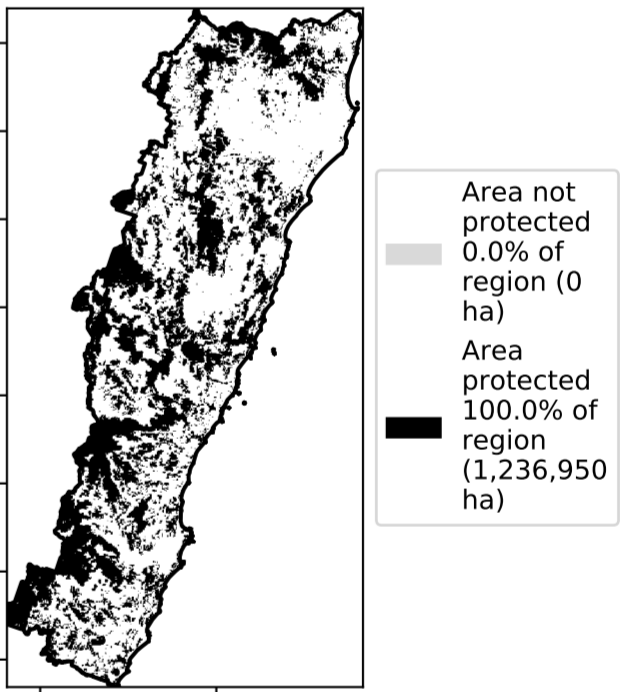 Area not
protected
0.0% of
region (0
ha)
Area
protected
100.0% of
region
(1,236,950
ha)